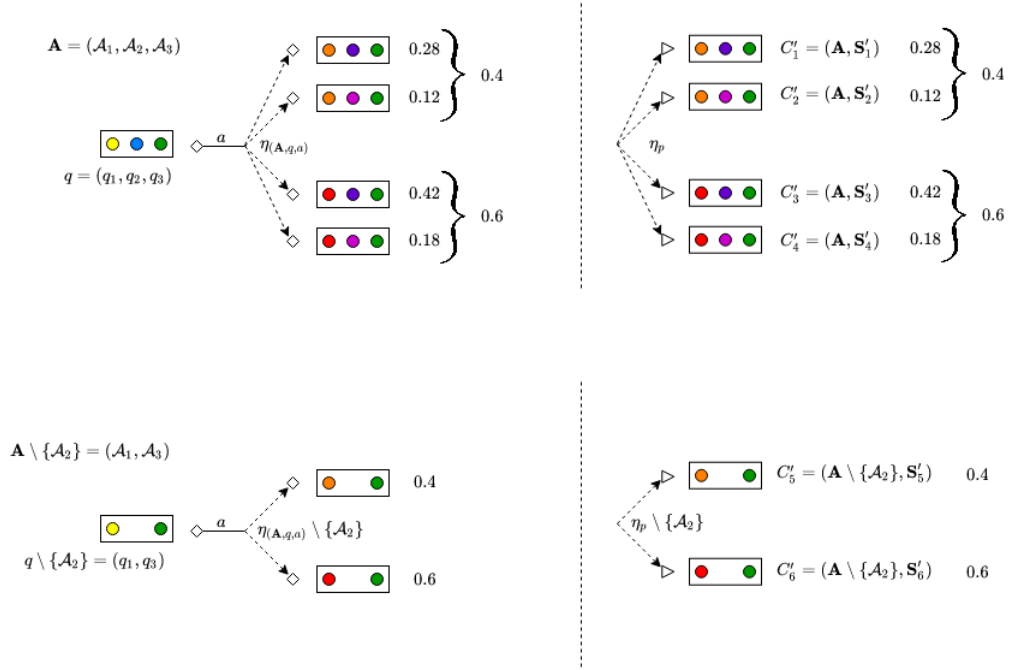 𝐀 = (𝒜₁, 𝒜₂, 𝒜₃)
0.28
0.12
0.4
a
η₍𝐀,q,a₎
q = (q₁, q₂, q₃)
0.42
0.18
0.6
C′₁ = (𝐀, 𝐒′₁)
0.28
C′₂ = (𝐀, 𝐒′₂)
0.12
0.4
ηₚ
C′₃ = (𝐀, 𝐒′₃)
0.42
C′₄ = (𝐀, 𝐒′₄)
0.18
0.6
𝐀 \ {𝒜₂} = (𝒜₁, 𝒜₃)
0.4
a
η₍𝐀,q,a₎ \ {𝒜₂}
q \ {𝒜₂} = (q₁, q₃)
0.6
C′₅ = (𝐀 \ {𝒜₂}, 𝐒′₅)
0.4
ηₚ \ {𝒜₂}
C′₆ = (𝐀 \ {𝒜₂}, 𝐒′₆)
0.6